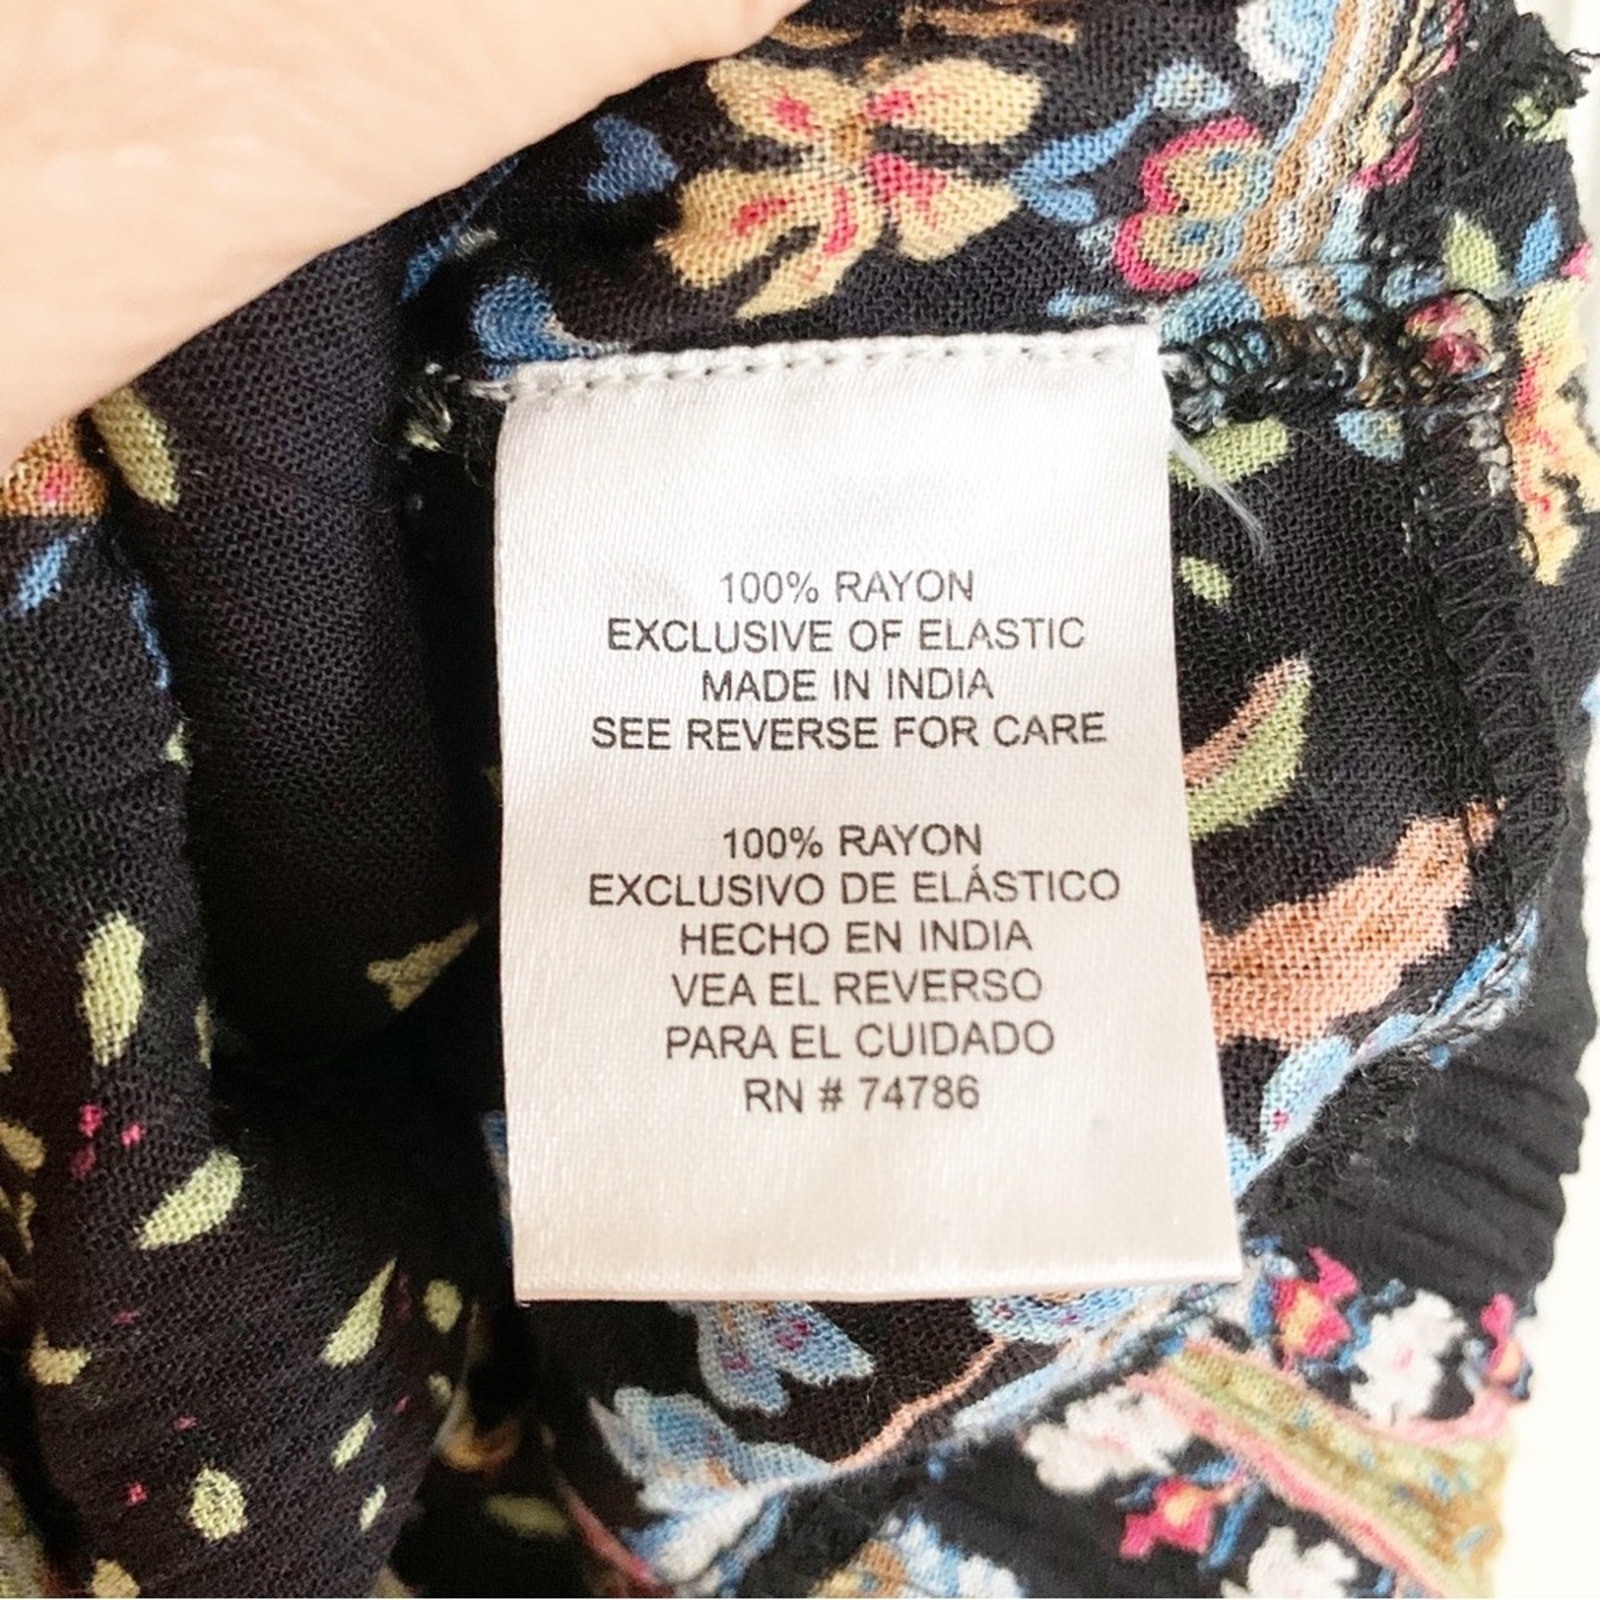 100% RAYON
EXCLUSIVE OF ELASTIC
MADE IN INDIA
SEE REVERSE FOR CARE
100% RAYON
EXCLUSIVO DE ELÁSTICO
HECHO EN INDIA
VEA EL REVERSO
PARA EL CUIDADO
RN # 74786